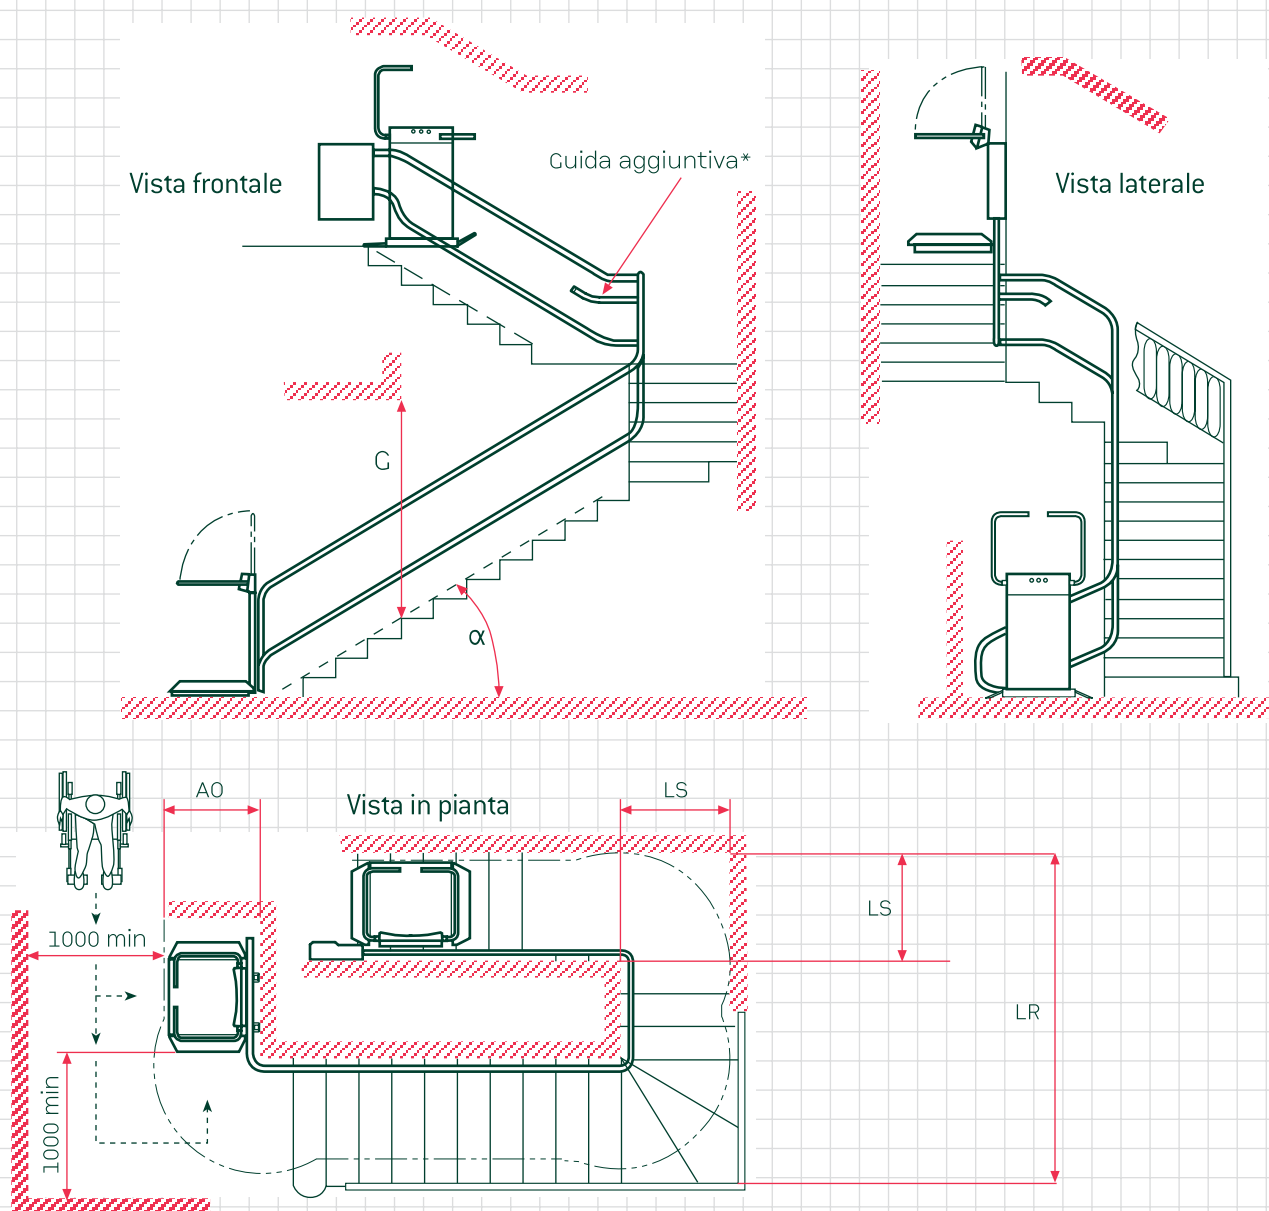 Guida aggiuntiva*
Vista frontale
Vista laterale
G
α
AO
Vista in pianta
LS
LS
1000 min
LR
1000 min